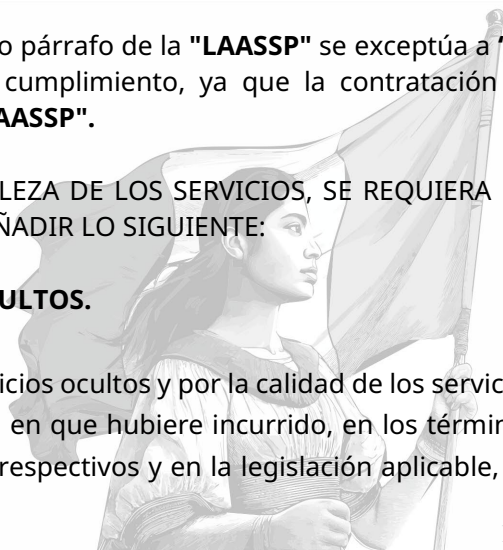 o párrafo de la "LAASSP" se exceptúa a "
cumplimiento, ya que la contratación
AASSP".
LEZA DE LOS SERVICIOS, SE REQUIERA
ÑADIR LO SIGUIENTE:
ULTOS.
icios ocultos y por la calidad de los servic
en que hubiere incurrido, en los términ
respectivos y en la legislación aplicable,